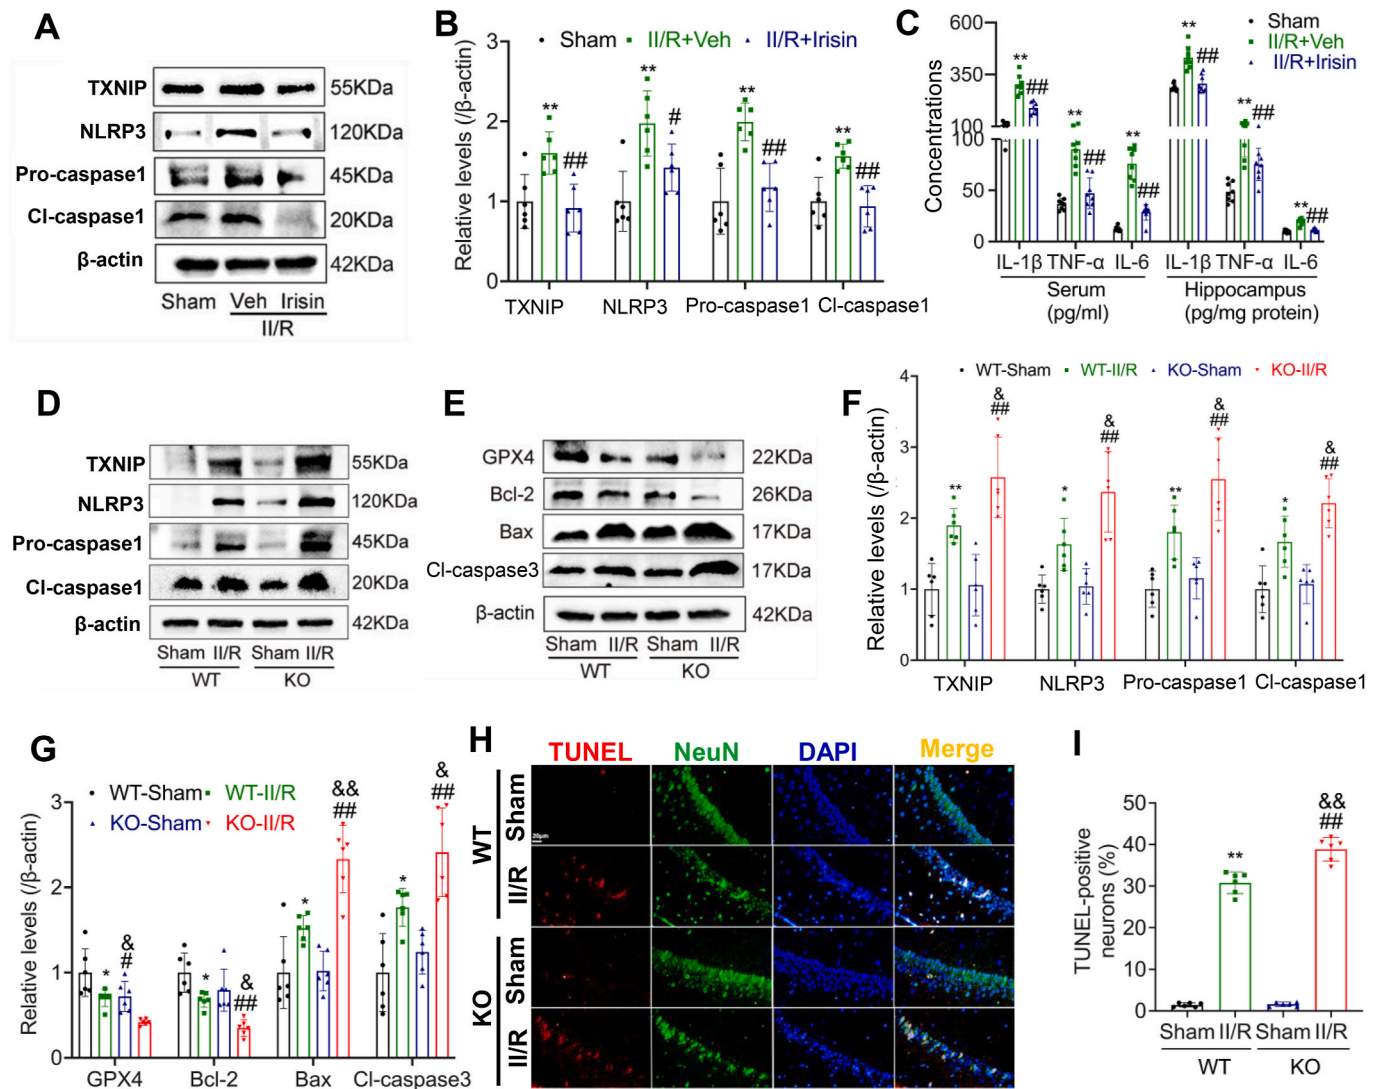 A
TXNIP
55KDa
NLRP3
120KDa
Pro-caspase1
45KDa
Cl-caspase1
20KDa
β-actin
42KDa
Sham Veh Irisin
II/R
B
Relative levels (/β-actin)
3
2
1
0
Sham II/R+Veh II/R+Irisin
** ## ** # ** ## ** ##
TXNIP NLRP3 Pro-caspase1 Cl-caspase1
C
Concentrations
600
350
100
100
50
0
Sham
II/R+Veh
II/R+Irisin
** ## ** ## ** ## ** ## ** ## ** ##
IL-1β TNF-α IL-6 IL-1β TNF-α IL-6
Serum
(pg/ml)
Hippocampus
(pg/mg protein)
D
TXNIP
55KDa
NLRP3
120KDa
Pro-caspase1
45KDa
Cl-caspase1
20KDa
β-actin
42KDa
Sham II/R Sham II/R
WT KO
E
GPX4
22KDa
Bcl-2
26KDa
Bax
17KDa
Cl-caspase3
17KDa
β-actin
42KDa
Sham II/R Sham II/R
WT KO
F
Relative levels (/β-actin)
4
3
2
1
0
WT-Sham WT-II/R KO-Sham KO-II/R
** & ## * & ## ** & ## * & ##
TXNIP NLRP3 Pro-caspase1 Cl-caspase1
G
Relative levels (/β-actin)
3
2
1
0
WT-Sham WT-II/R
KO-Sham KO-II/R
* & # * & ## * && ## * & ##
GPX4 Bcl-2 Bax Cl-caspase3
H
TUNEL NeuN DAPI Merge
WT
Sham
20μm
II/R
KO
Sham
II/R
I
TUNEL-positive
neurons (%)
50
40
30
20
10
0
** && ##
Sham II/R Sham II/R
WT KO